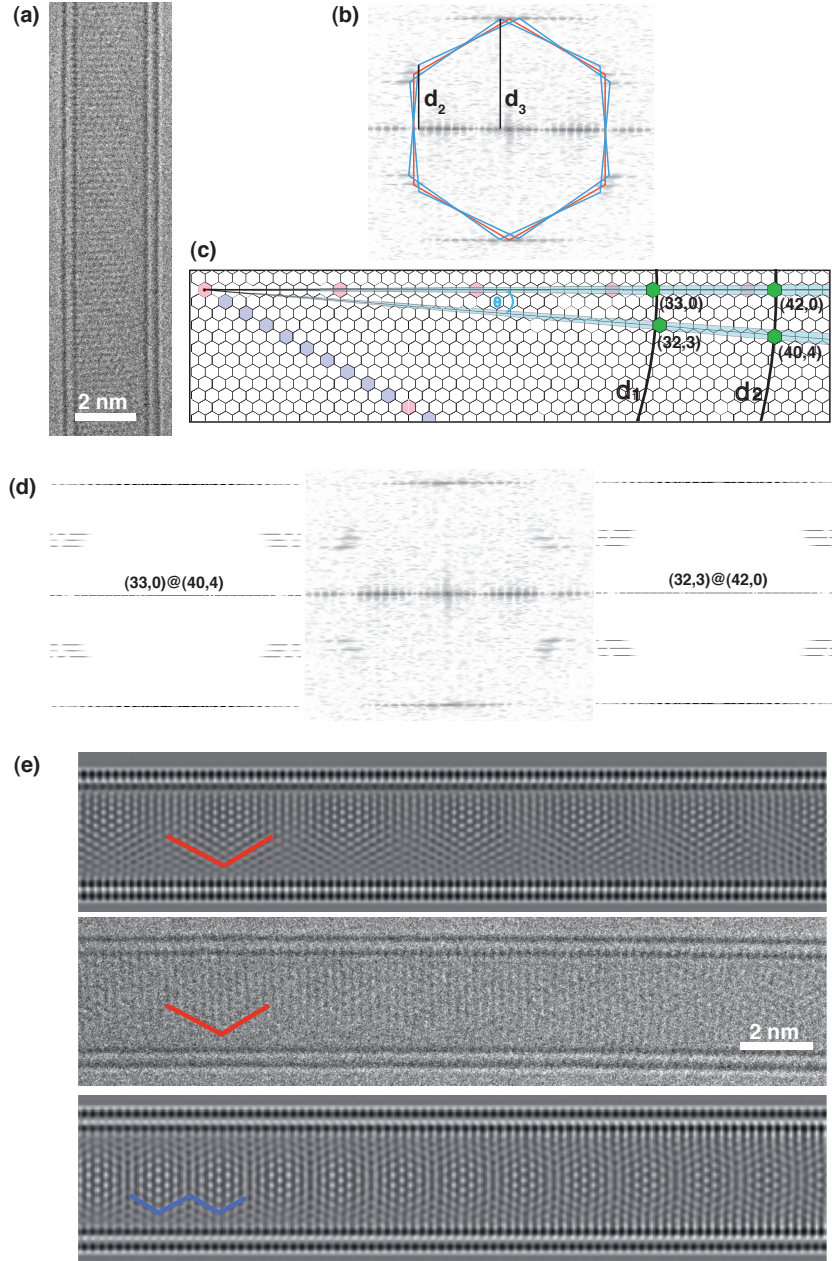 (a)
2 nm
(b)
d2
d3
(c)
θ
(33,0)
(42,0)
(32,3)
(40,4)
d1
d2
(d)
(33,0)@(40,4)
(32,3)@(42,0)
(e)
2 nm